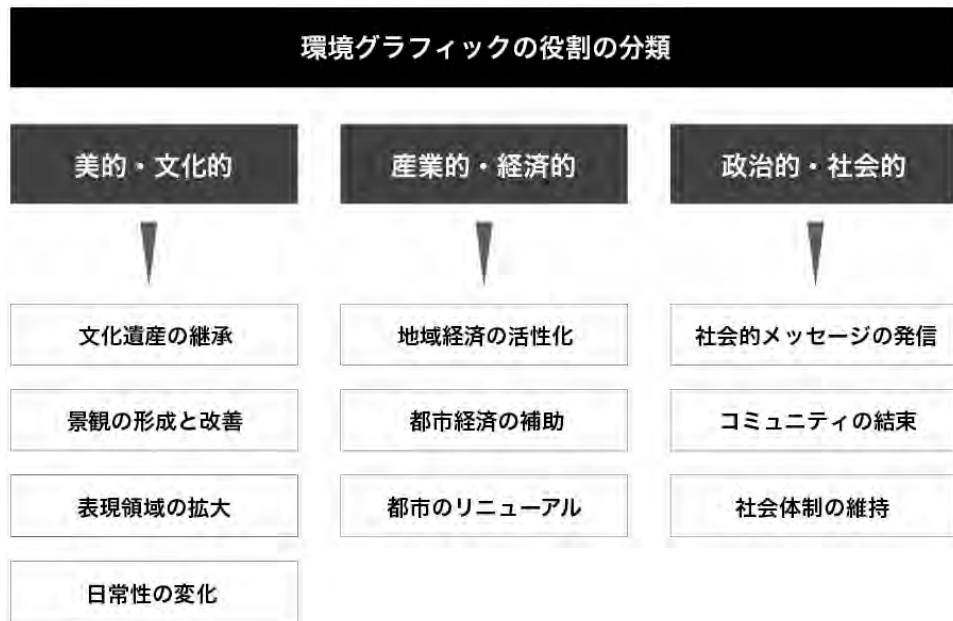 環境グラフィックの役割の分類
美的・文化的
文化遺産の継承
景観の形成と改善
表現領域の拡大
日常性の変化
産業的・経済的
地域経済の活性化
都市経済の補助
都市のリニューアル
政治的・社会的
社会的メッセージの発信
コミュニティの結束
社会体制の維持